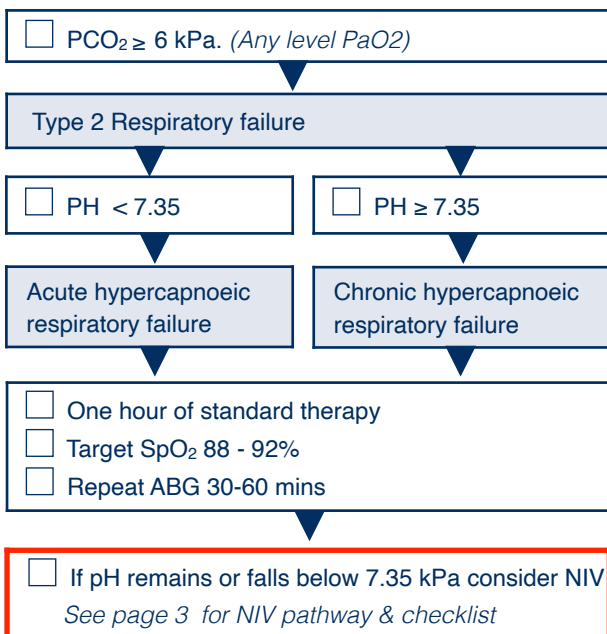 PCO₂ ≥ 6 kPa. (Any level PaO2)
Type 2 Respiratory failure
PH < 7.35
PH ≥ 7.35
Acute hypercapnoeic
respiratory failure
Chronic hypercapnoeic
respiratory failure
One hour of standard therapy
Target SpO₂ 88 - 92%
Repeat ABG 30-60 mins
If pH remains or falls below 7.35 kPa consider NIV
See page 3 for NIV pathway & checklist